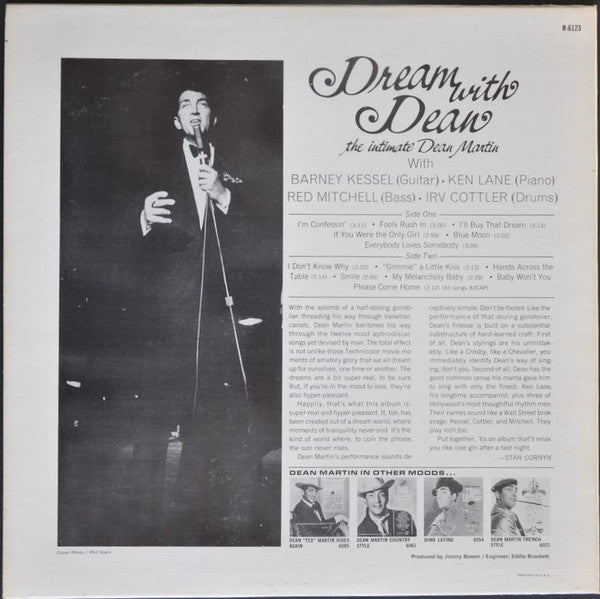 R-6123
Dream with
Dean
the intimate Dean Martin
With
BARNEY KESSEL (Guitar) • KEN LANE (Piano)
RED MITCHELL (Bass) • IRV COTTLER (Drums)
Side One
I'm Confessin' (3:11) • Fools Rush In (3:00) • I'll Buy That Dream (2:13)
If You Were the Only Girl (2:59) • Blue Moon (3:02)
Everybody Loves Somebody (3:06)
Side Two
I Don't Know Why (2:32) • "Gimmie" a Little Kiss (2:13) • Hands Across the
Table (2:14) • Smile (2:55) • My Melancholy Baby (2:39) • Baby Won't You
Please Come Home (2:12) (All songs ASCAP)
With the aplomb of a half-dozing gondo-
lier threading his way through Venetian
canals, Dean Martin baritones his way
through the twelve most aphrodisiac
songs yet devised by man. The total effect
is not unlike those Technicolor movie mo-
ments of amatory glory that we all dream
up for ourselves, one time or another. The
dreams are a bit super-real, to be sure.
But, if you're in the mood to love, they're
also hyper-pleasant.
Happily, that's what this album is:
super-real and hyper-pleasant. It, too, has
been created out of a dream world, where
moments of tranquility never end. It's the
kind of world where, to coin the phrase,
the sun never rises.
Dean Martin's performance sounds de-
ceptively simple. Don't be fooled. Like the
performance of that dozing gondolier,
Dean's finesse is built on a substantial
substructure of hard-learned craft. First
of all, Dean's stylings are his unmistak-
ably. Like a Crosby, like a Chevalier, you
immediately identify Dean's way of sing-
ing, don't you. Second of all, Dean has the
good common sense his mama gave him
to sing with only the finest: Ken Lane,
his longtime accompanist, plus three of
Hollywood's most thoughtful rhythm men.
Their names sound like a Wall Street brok-
erage: Kessel, Cottler, and Mitchell. They
play rich, too.
Put together, 'tis an album that'll relax
you like sloe gin after a fast night.
—STAN CORNYN
DEAN MARTIN IN OTHER MOODS...
DEAN "TEX" MARTIN RIDES
AGAIN 6085
DEAN MARTIN COUNTRY
STYLE 6061
DINO LATINO 6054
DEAN MARTIN FRENCH
STYLE 6021
Cover Photo / Phil Stern
Produced by Jimmy Bowen / Engineer: Eddie Brackett
PRINTED IN U.S.A.